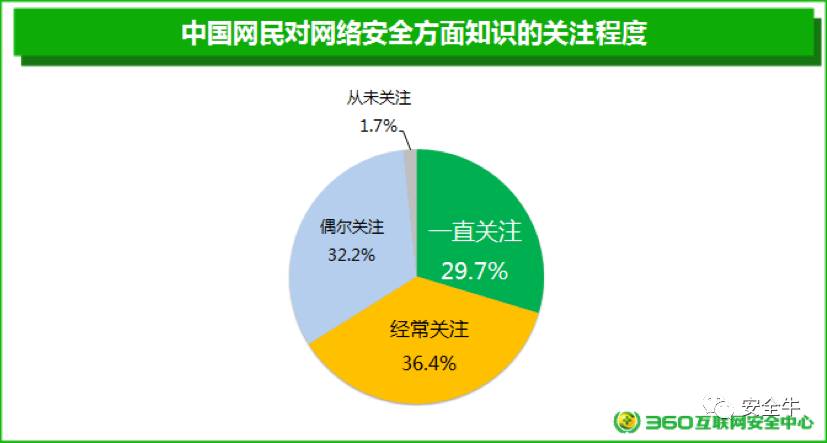 中国网民对网络安全方面知识的关注程度
从未关注
1.7%
偶尔关注
32.2%
一直关注
29.7%
经常关注
36.4%
安全牛
360互联网安全中心